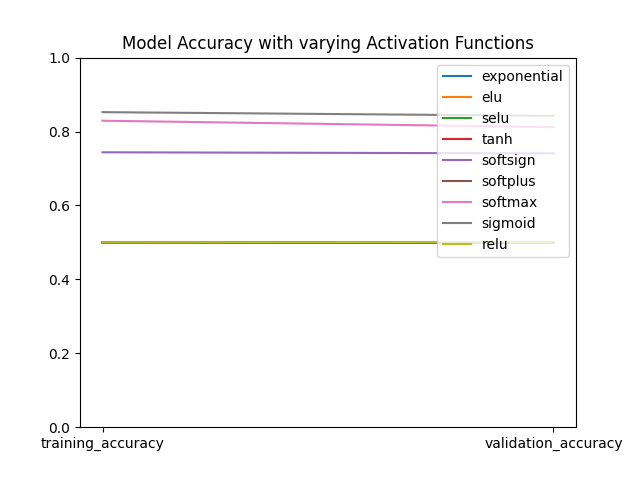 Model Accuracy with varying Activation Functions
1.0
0.8
0.6
0.4
0.2
0.0
exponential
elu
selu
tanh
softsign
softplus
softmax
sigmoid
relu
training_accuracy
validation_accuracy